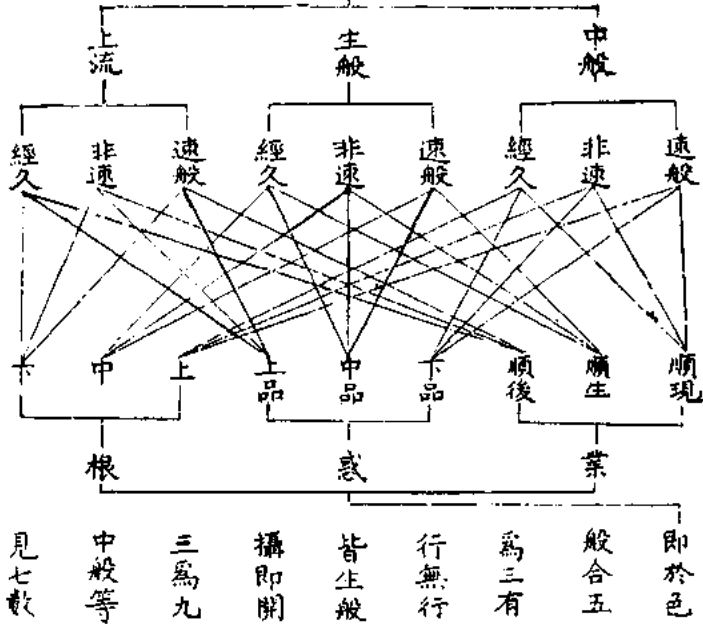 中般
生般
上流
速般
非速
經久
速般
非速
經久
速般
非速
經久
順現
順生
順後
下品
中品
上品
上
中
下
業
惑
根
即於色
般合五
為三有
行無行
皆生般
攝即開
三為九
中般等
見七數